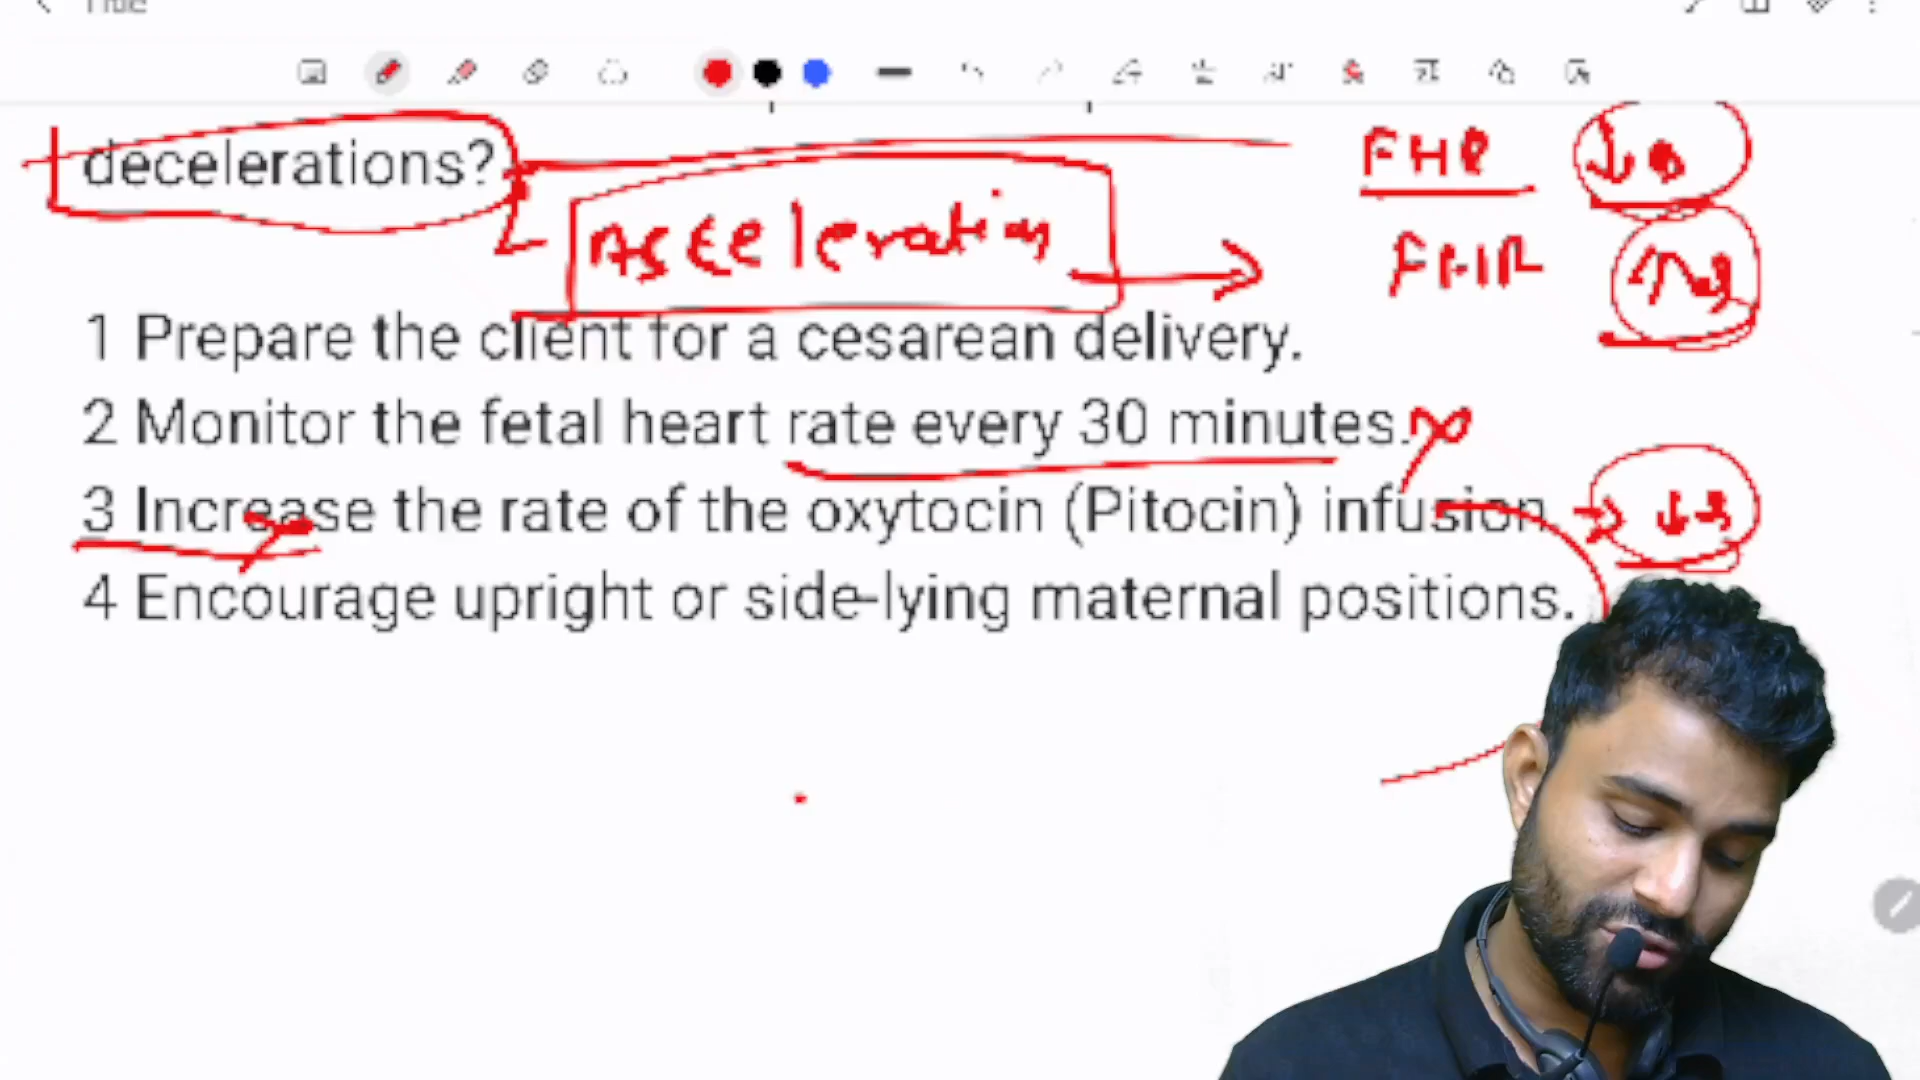 Title
decelerations?
FHR
FHR
1 Prepare the client for a cesarean delivery.
2 Monitor the fetal heart rate every 30 minutes.
3 Increase the rate of the oxytocin (Pitocin) infusion
4 Encourage upright or side-lying maternal positions.